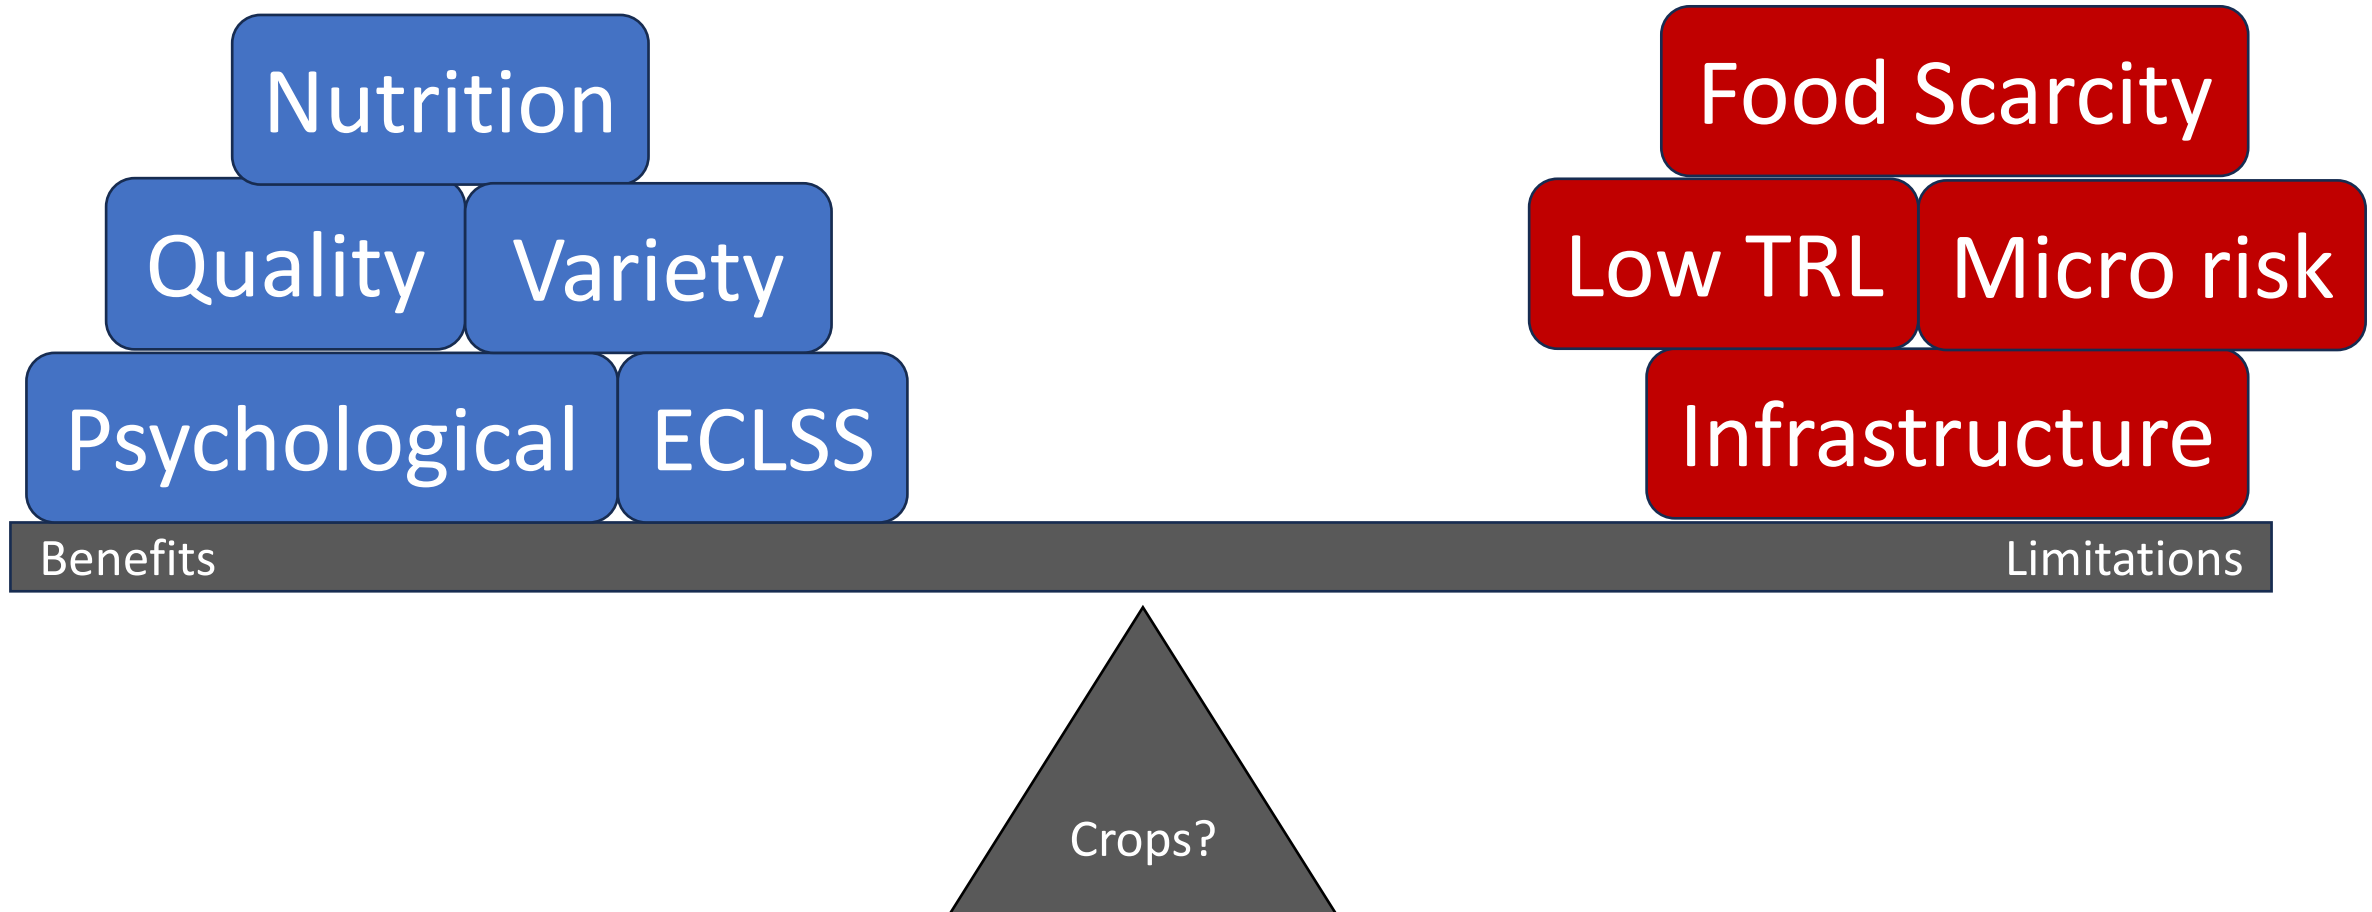 Nutrition
Quality
Variety
Psychological
ECLSS
Benefits
Food Scarcity
Low TRL
Micro risk
Infrastructure
Limitations
Crops?